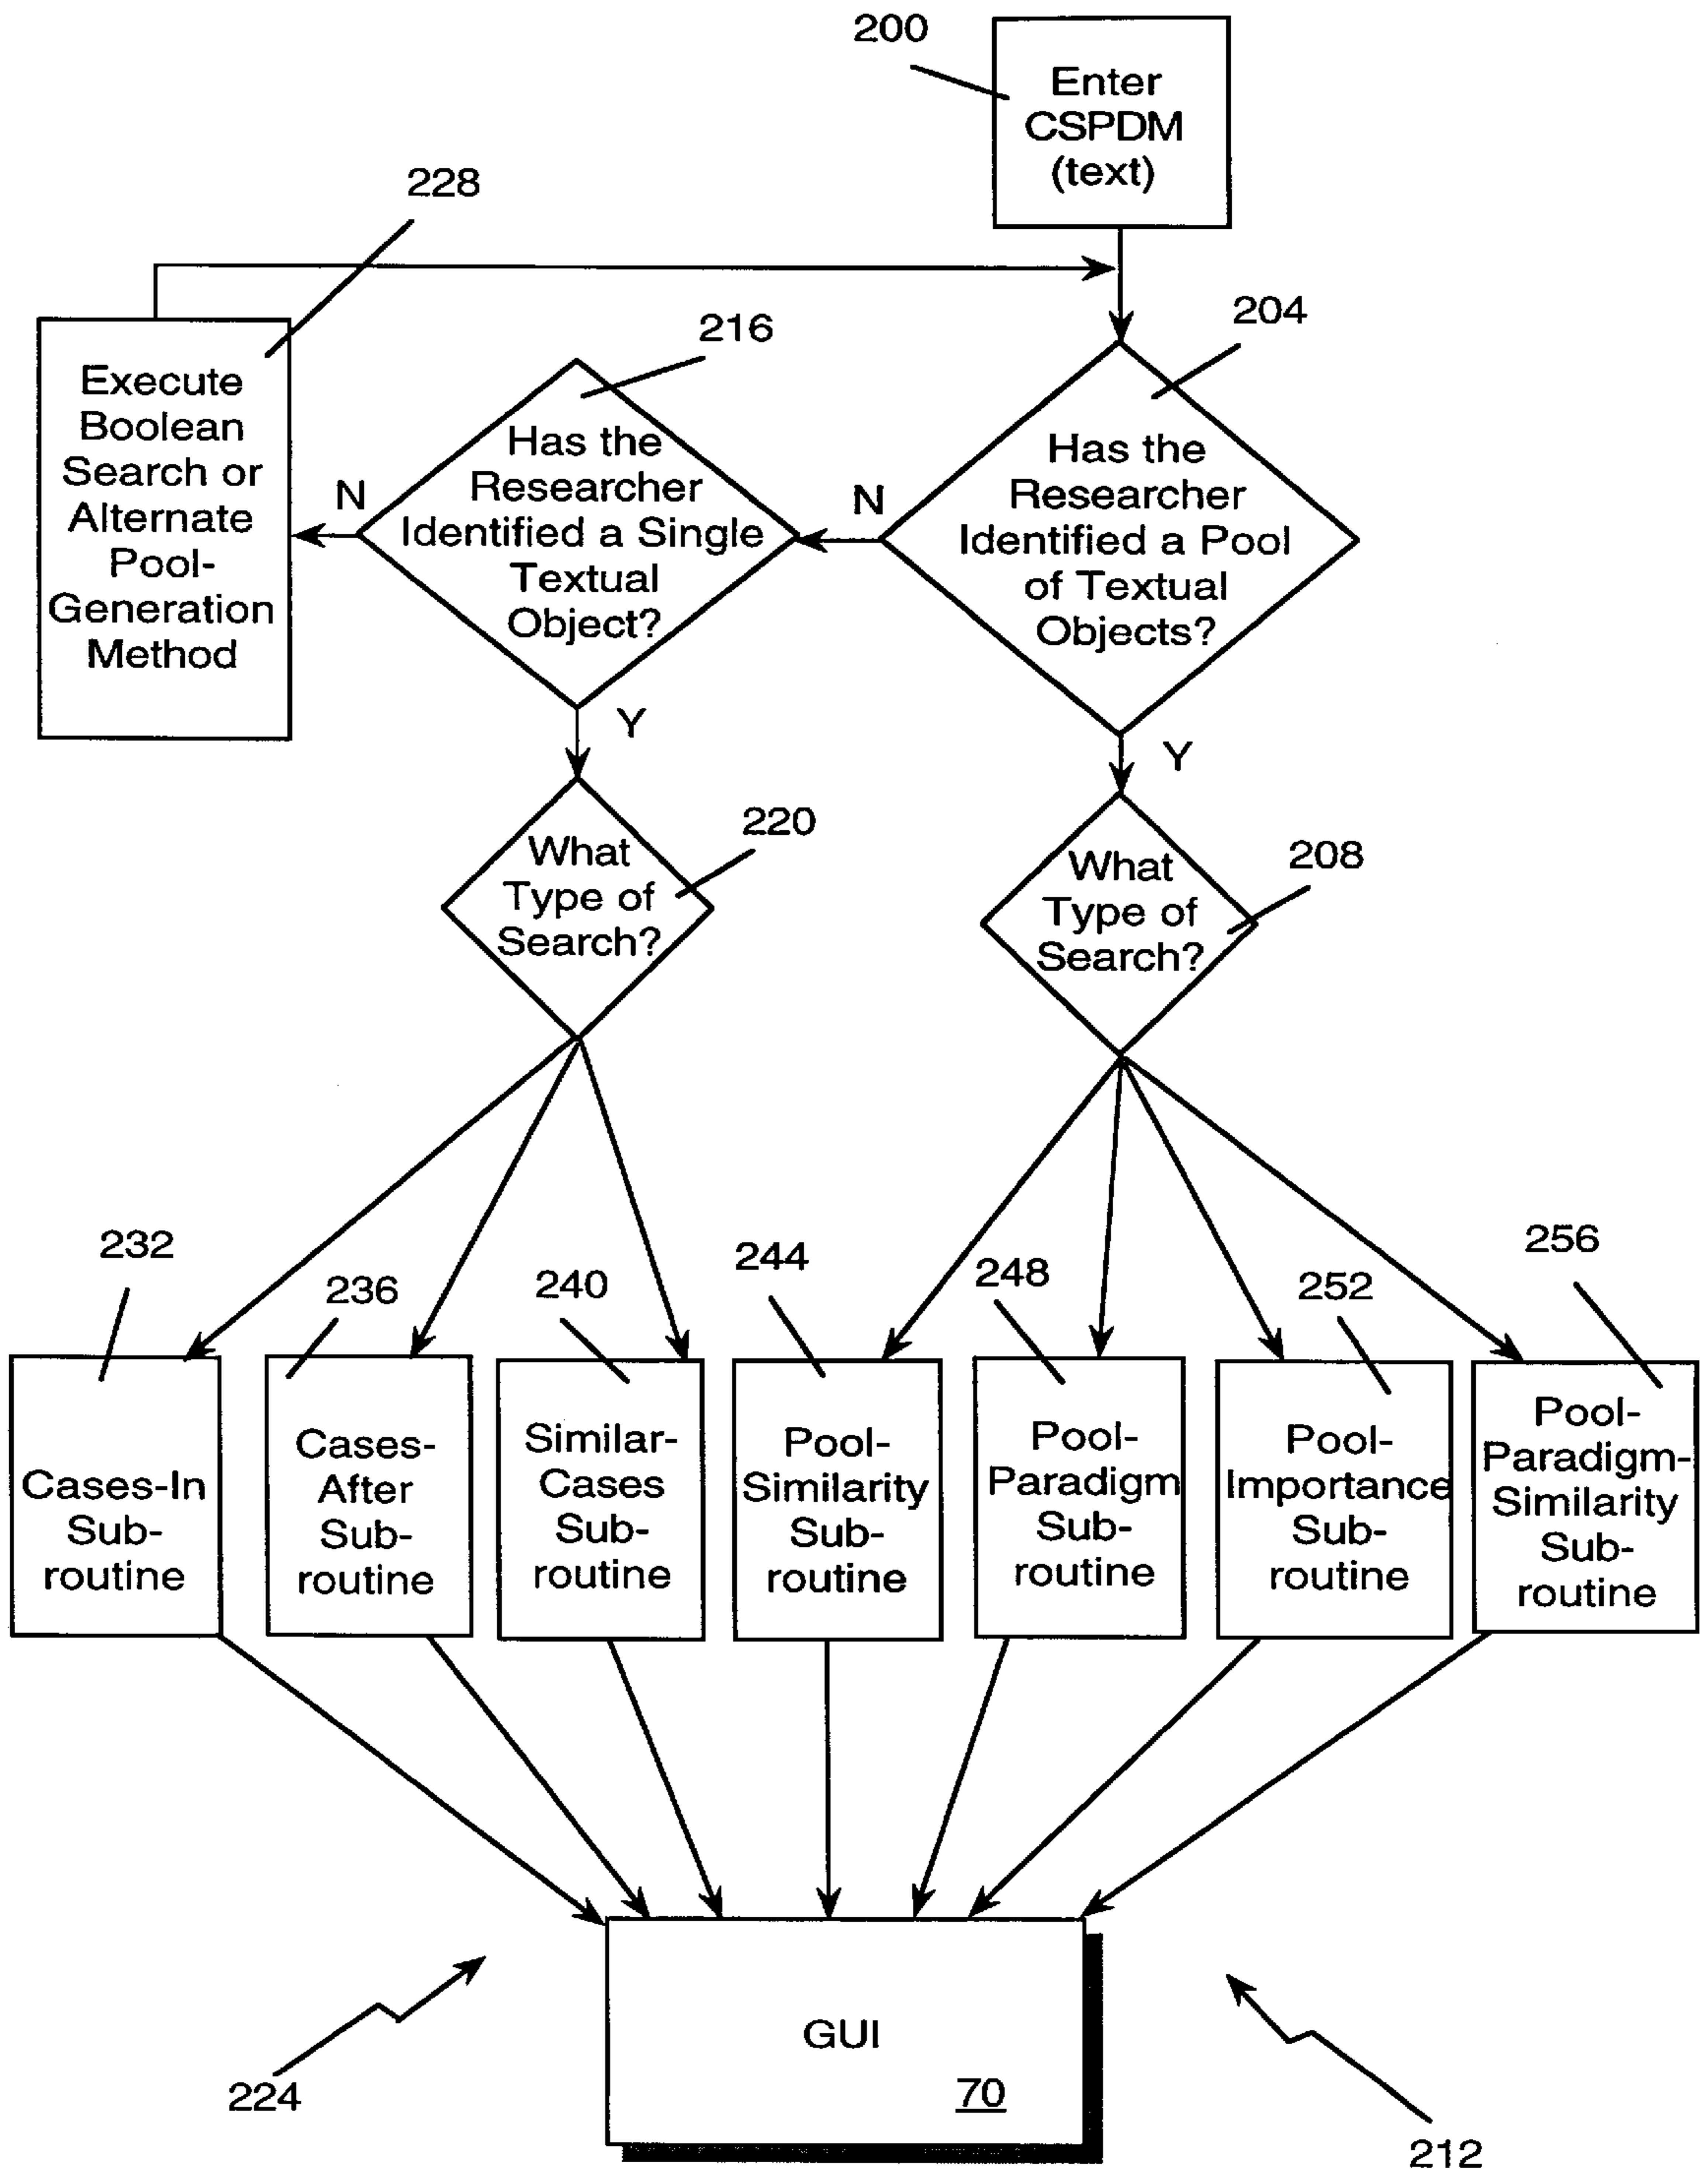 200
Enter
CSPDM
(text)
228
216
204
Execute
Boolean
Search or
Alternate
Pool-
Generation
Method
N
Has the
Researcher
Identified a Single
Textual
Object?
N
Has the
Researcher
Identified a Pool
of Textual
Objects?
Y
Y
220
What
Type of
Search?
208
What
Type of
Search?
232
236
240
244
248
252
256
Cases-In
Sub-
routine
Cases-
After
Sub-
routine
Similar-
Cases
Sub-
routine
Pool-
Similarity
Sub-
routine
Pool-
Paradigm
Sub-
routine
Pool-
Importance
Sub-
routine
Pool-
Paradigm-
Similarity
Sub-
routine
GUI
70
224
212